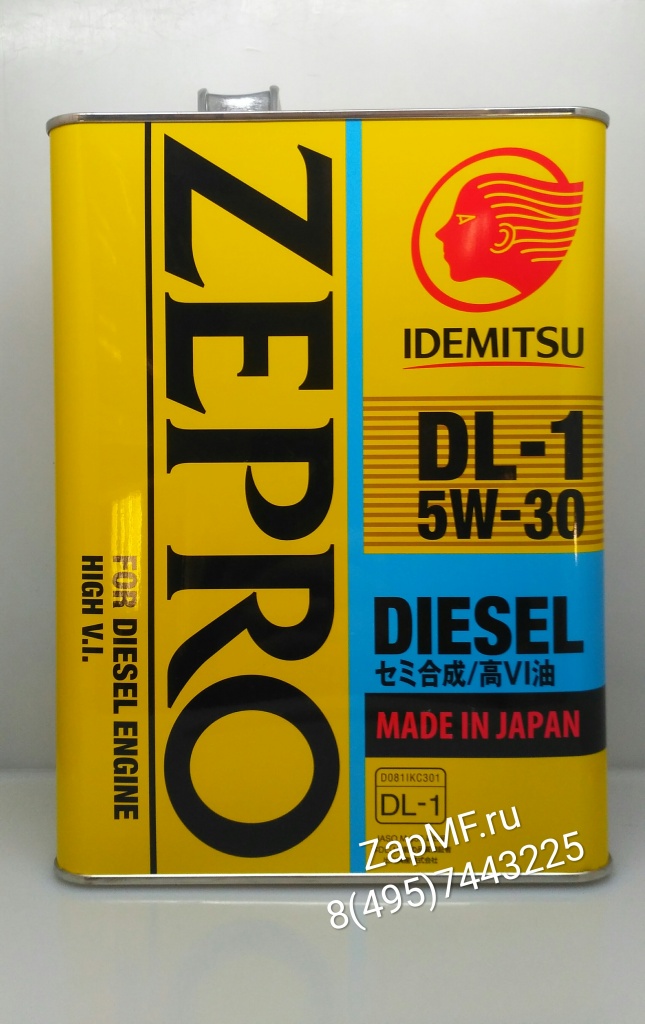 ZEPRO
FOR DIESEL ENGINE
HIGH V.I.
IDEMITSU
DL-1
5W-30
DIESEL
セミ合成/高VI油
MADE IN JAPAN
D081IKC301
DL-1
JASO
ZapMF.ru
8(495)7443225